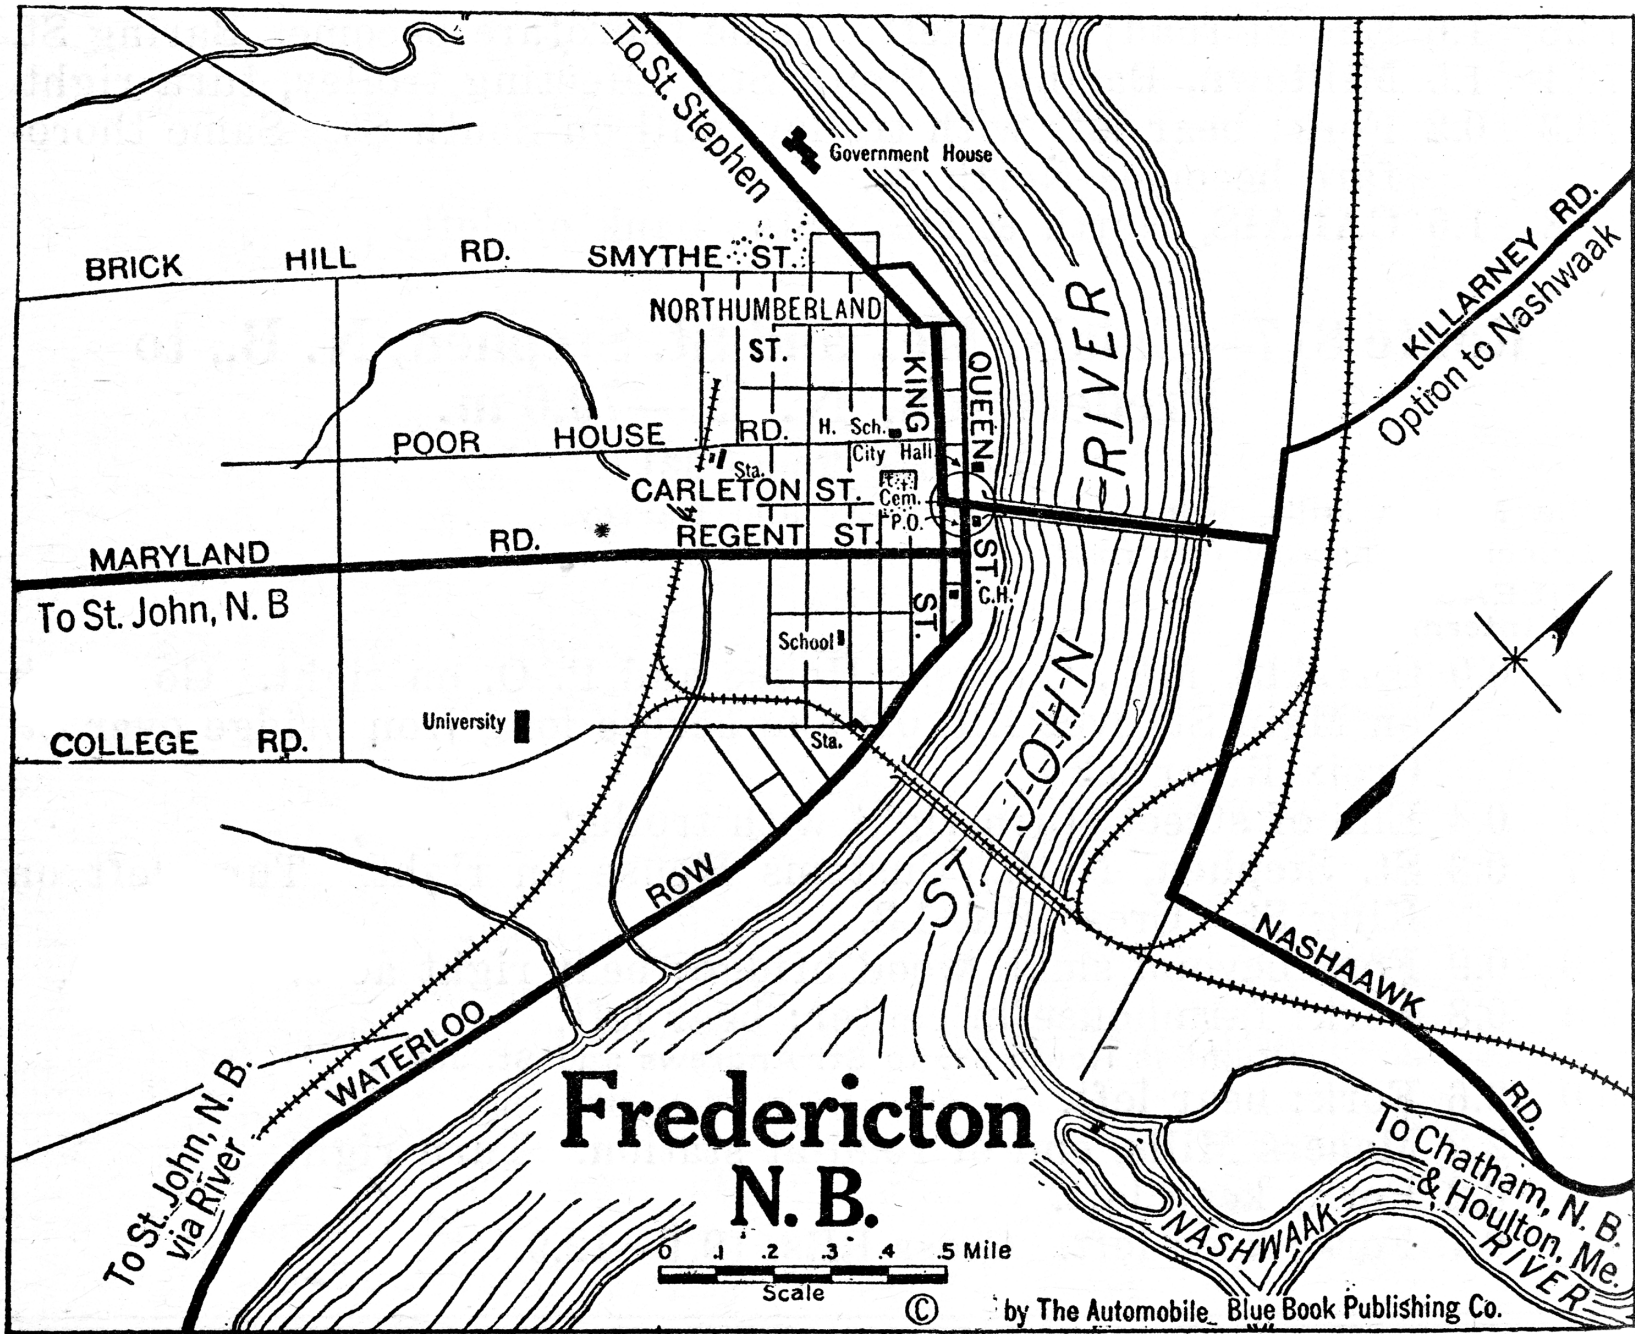 To St. Stephen
Government House
BRICK HILL RD.
SMYTHE ST.
NORTHUMBERLAND
ST.
KILLARNEY RD.
Option to Nashwaak
KING
ST.
QUEEN
ST.
RIVER
POOR HOUSE RD.
H. Sch.
City Hall
Sta.
CARLETON ST.
Cem.
P.O.
REGENT ST.
MARYLAND RD.
To St. John, N. B
C.H.
School
University
COLLEGE RD.
Sta.
ST. JOHN
ROW
WATERLOO
NASHAAWK
RD.
To St. John, N. B.
via River
To Chatham, N. B.
& Houlton, Me.
NASHWAAK
RIVER
Fredericton
N. B.
0 .1 .2 .3 .4 .5 Mile
Scale
© by The Automobile Blue Book Publishing Co.